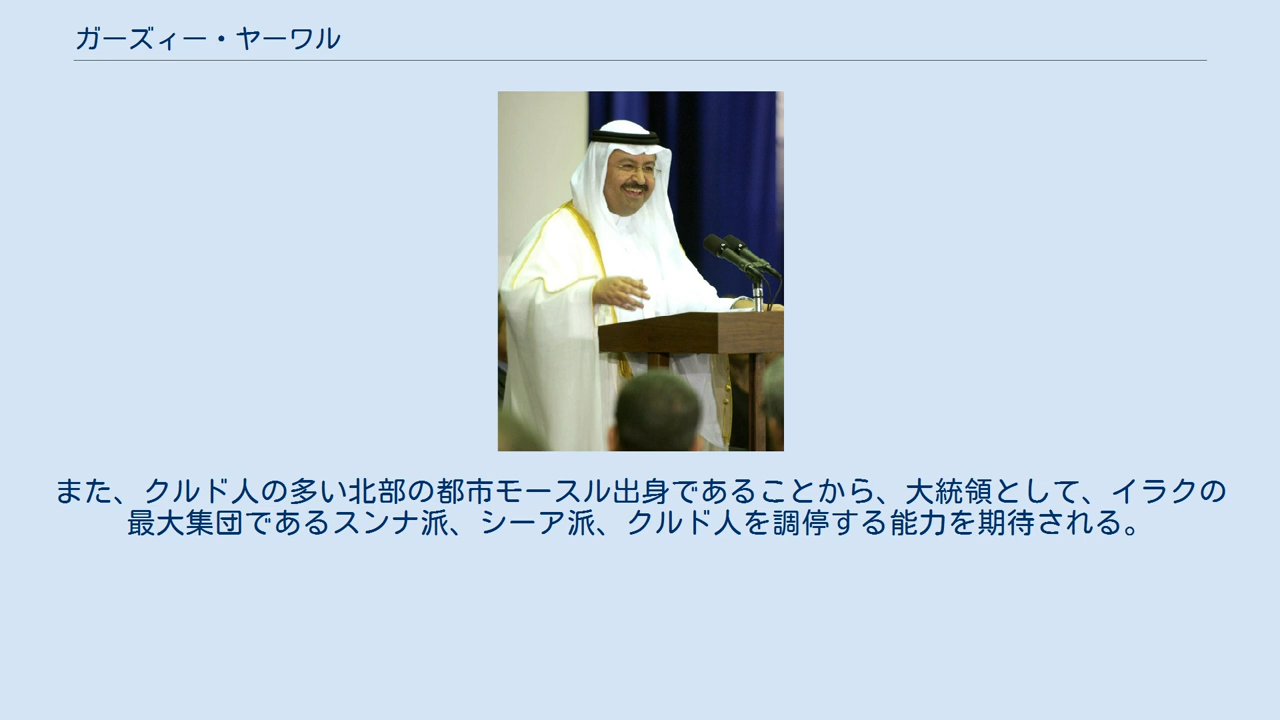 ガーズィー・ヤーワル
また、クルド人の多い北部の都市モースル出身であることから、大統領として、イラクの
最大集団であるスンナ派、シーア派、クルド人を調停する能力を期待される。